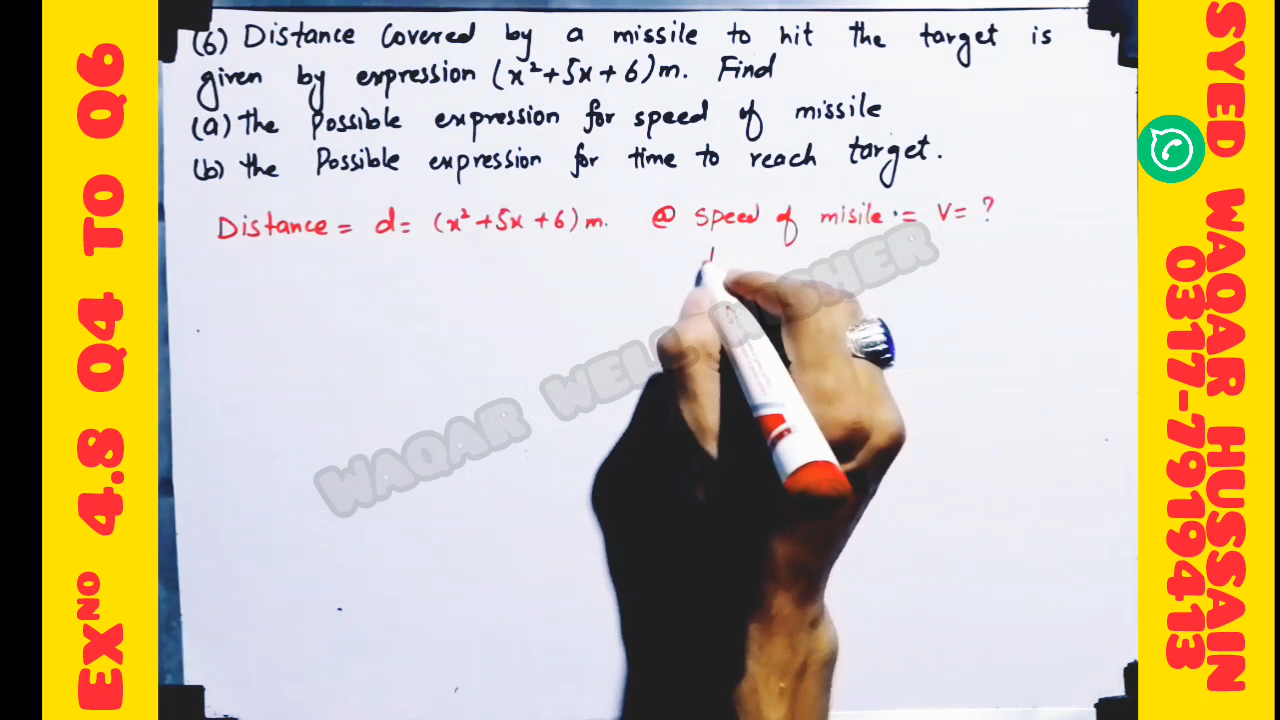 (6) Distance Covered by a missile to hit the target is
given by expression (x²+5x+6)m. Find
(a) the Possible expression for speed of missile
(b) the Possible expression for time to reach target.
Distance = d= (x²+5x+6)m. @ Speed of misile = V= ?
WAQAR WELL
EXᴺᴼ 4.8 Q4 TO Q6
SYED WAQAR HUSSAIN
0317-7919413